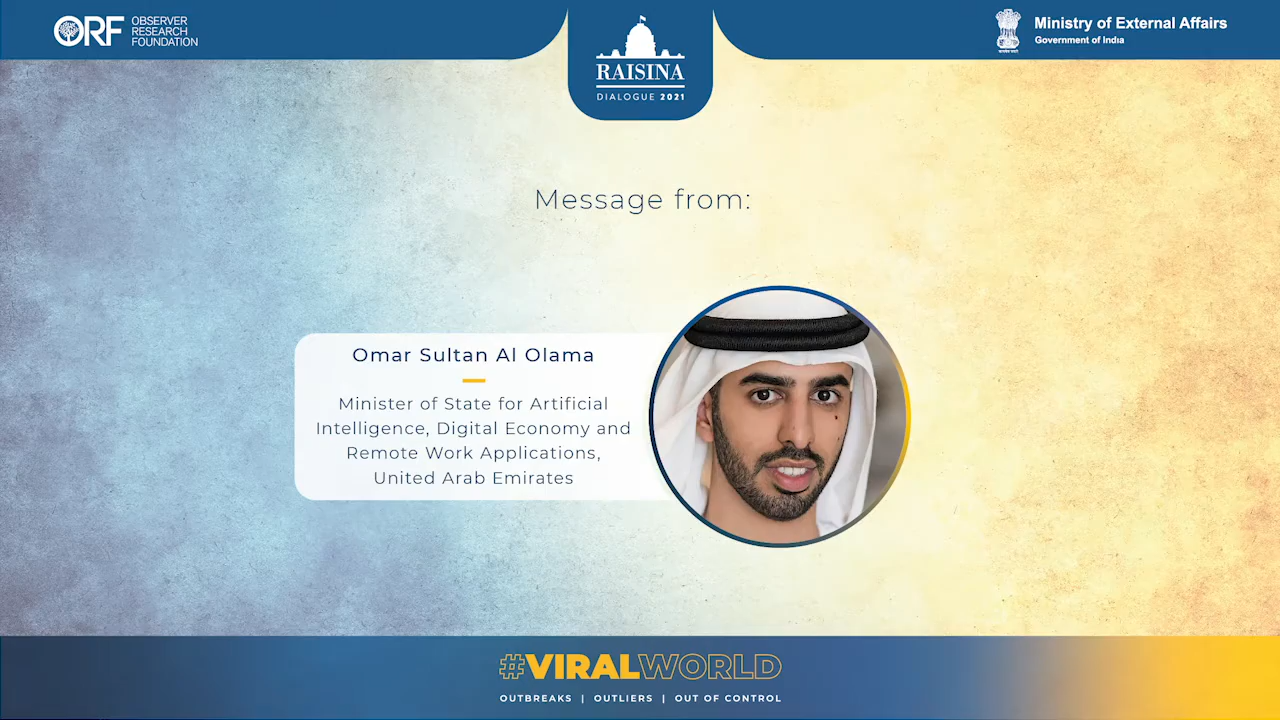 ORF
OBSERVER
RESEARCH
FOUNDATION
RAISINA
DIALOGUE 2021
Ministry of External Affairs
Government of India
Message from:
Omar Sultan Al Olama
Minister of State for Artificial
Intelligence, Digital Economy and
Remote Work Applications,
United Arab Emirates
#VIRALWORLD
OUTBREAKS | OUTLIERS | OUT OF CONTROL